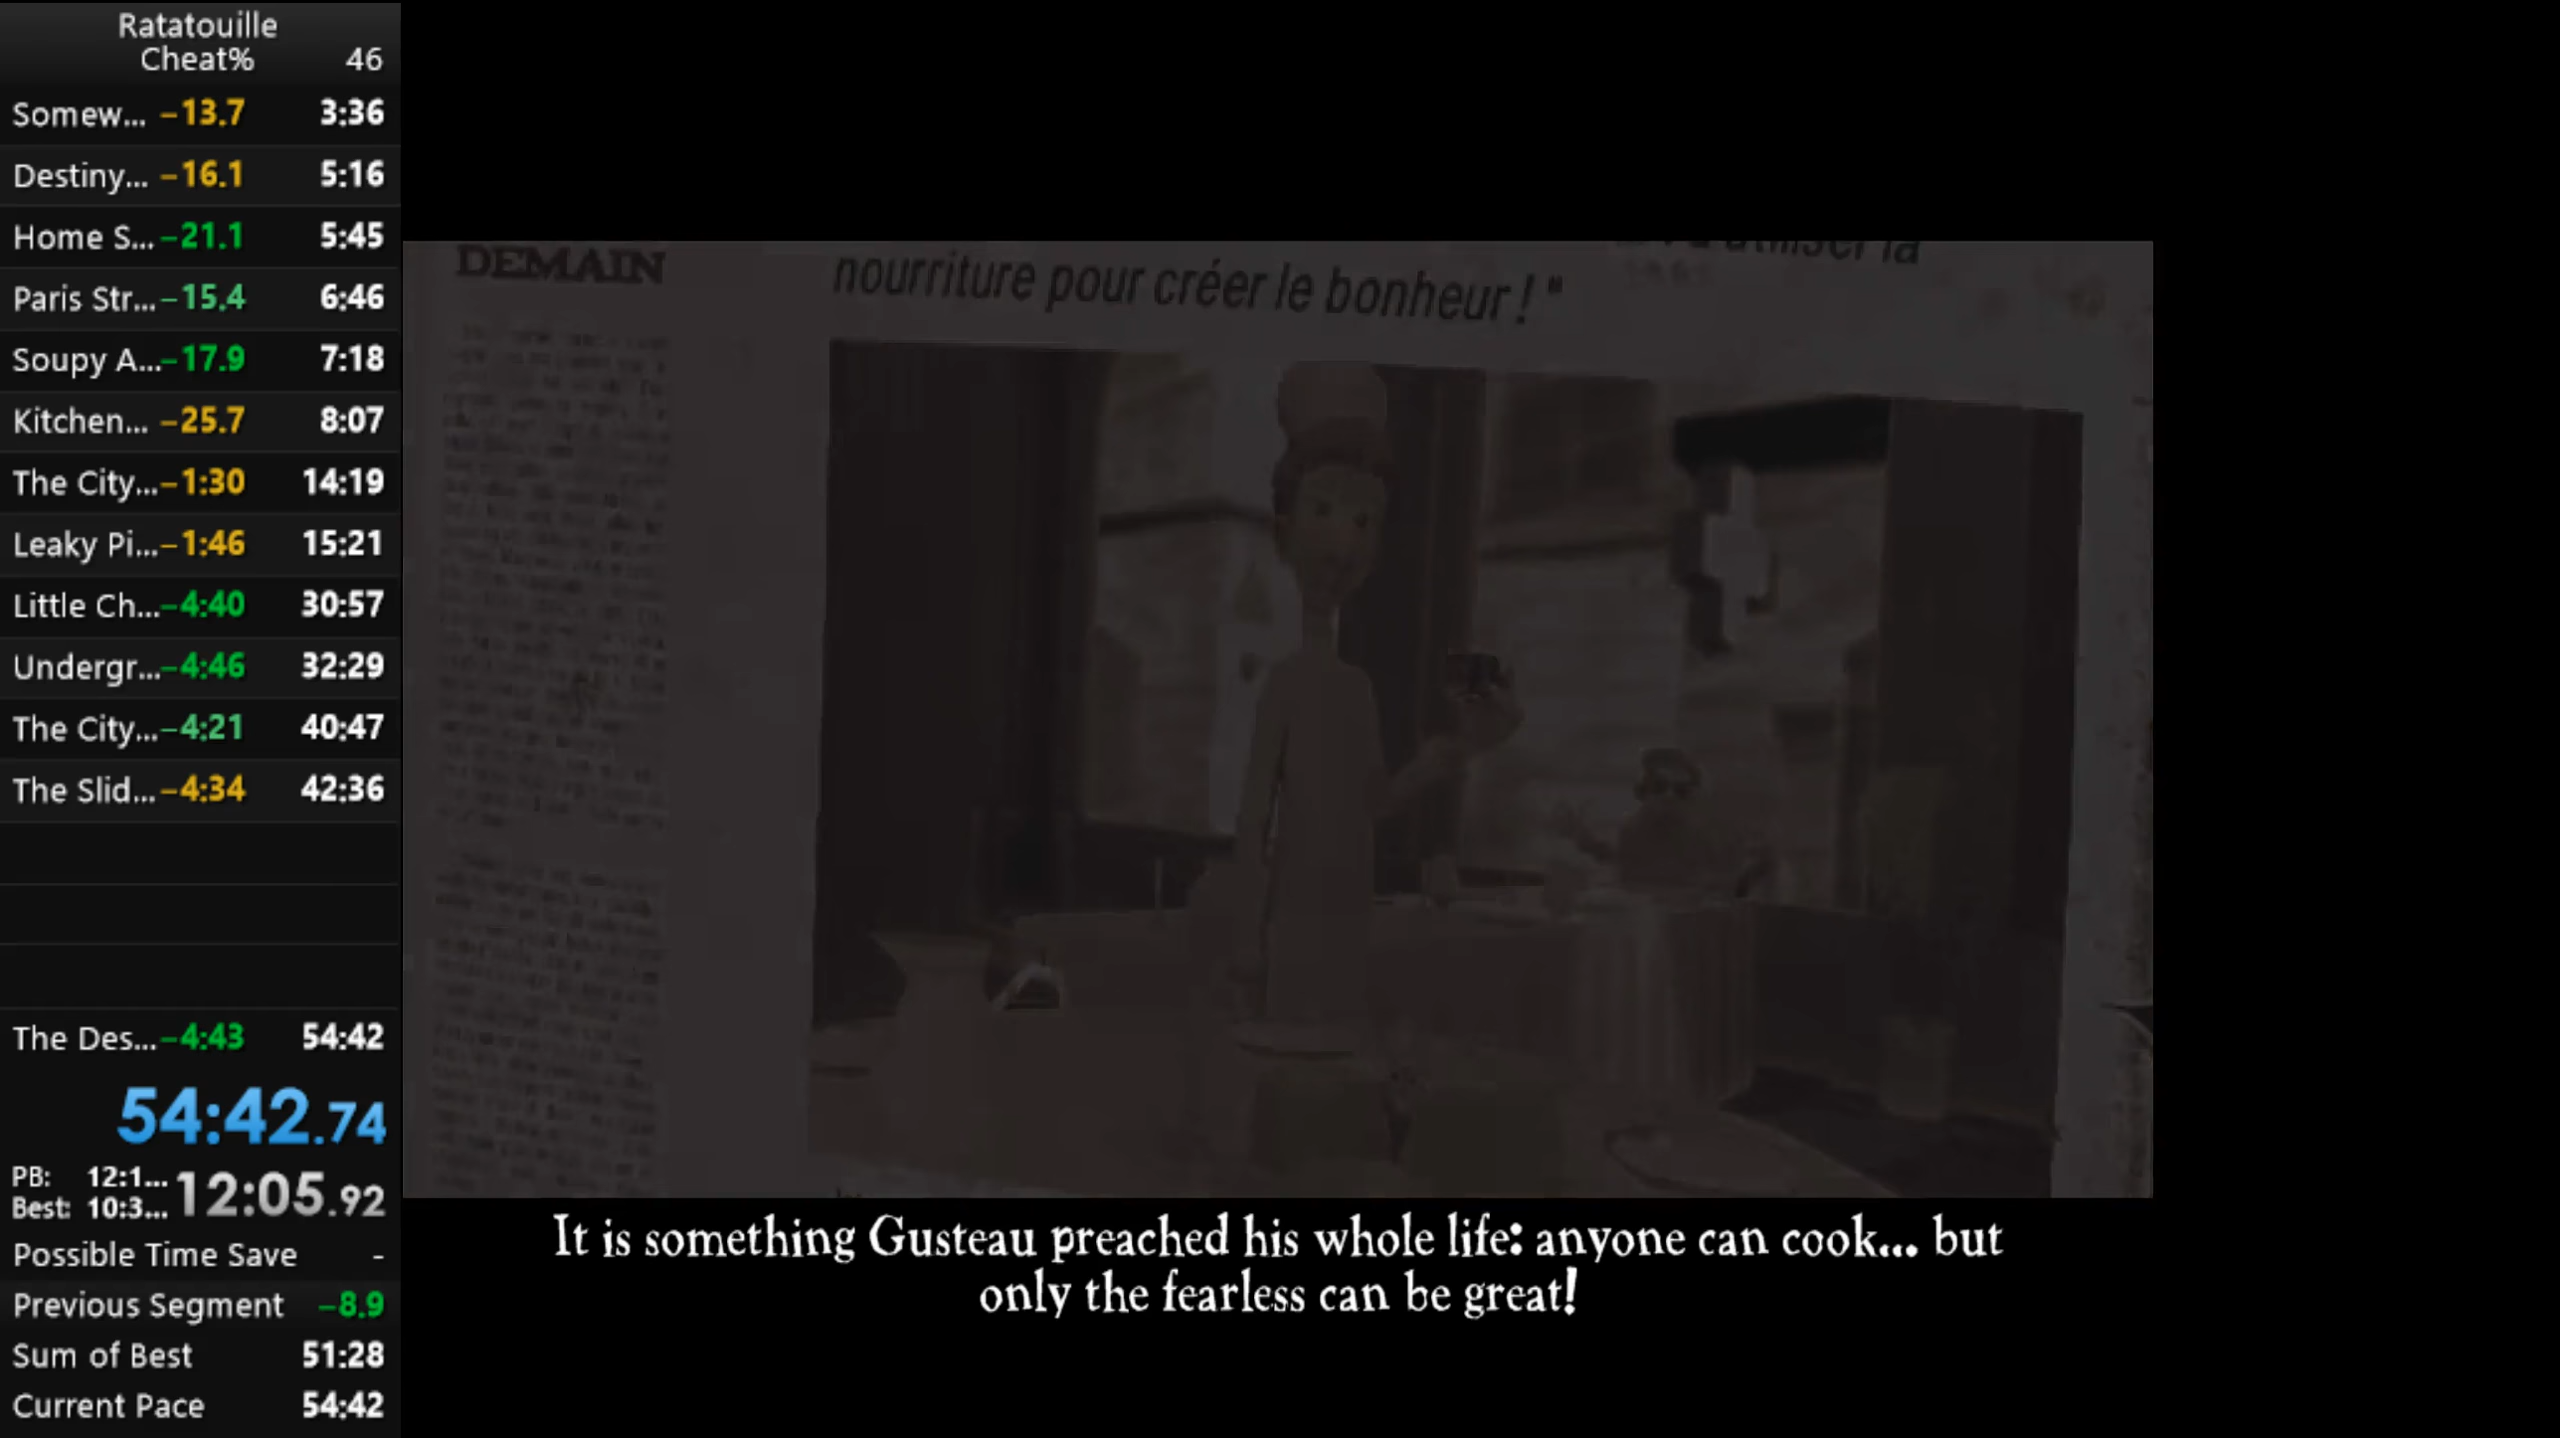 Ratatouille
Cheat% 46
Somew... −13.7 3:36
Destiny... −16.1 5:16
Home S... −21.1 5:45
Paris Str... −15.4 6:46
Soupy A... −17.9 7:18
Kitchen... −25.7 8:07
The City... −1:30 14:19
Leaky Pi... −1:46 15:21
Little Ch... −4:40 30:57
Undergr... −4:46 32:29
The City... −4:21 40:47
The Slid... −4:34 42:36
The Des... −4:43 54:42
54:42.74
PB: 12:1... 12:05.92
Best: 10:3...
Possible Time Save -
Previous Segment −8.9
Sum of Best 51:28
Current Pace 54:42
DEMAIN
utiliser la
nourriture pour créer le bonheur ! "
It is something Gusteau preached his whole life: anyone can cook... but
only the fearless can be great!